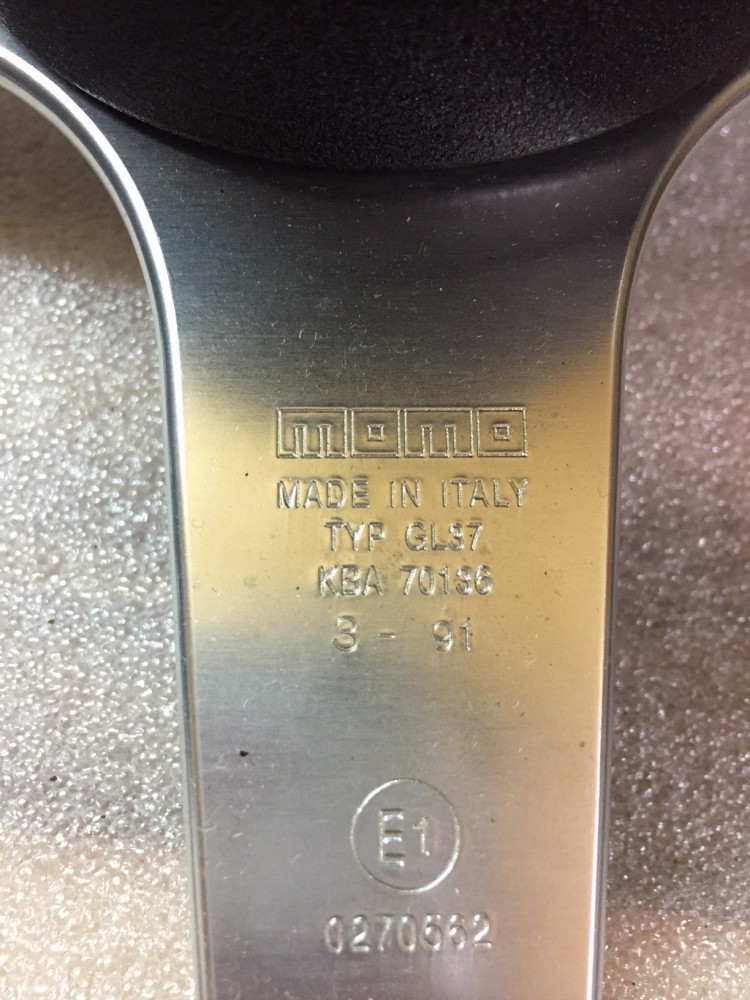 momo
MADE IN ITALY
TYP GL37
KBA 70136
3 - 91
E1
0270562